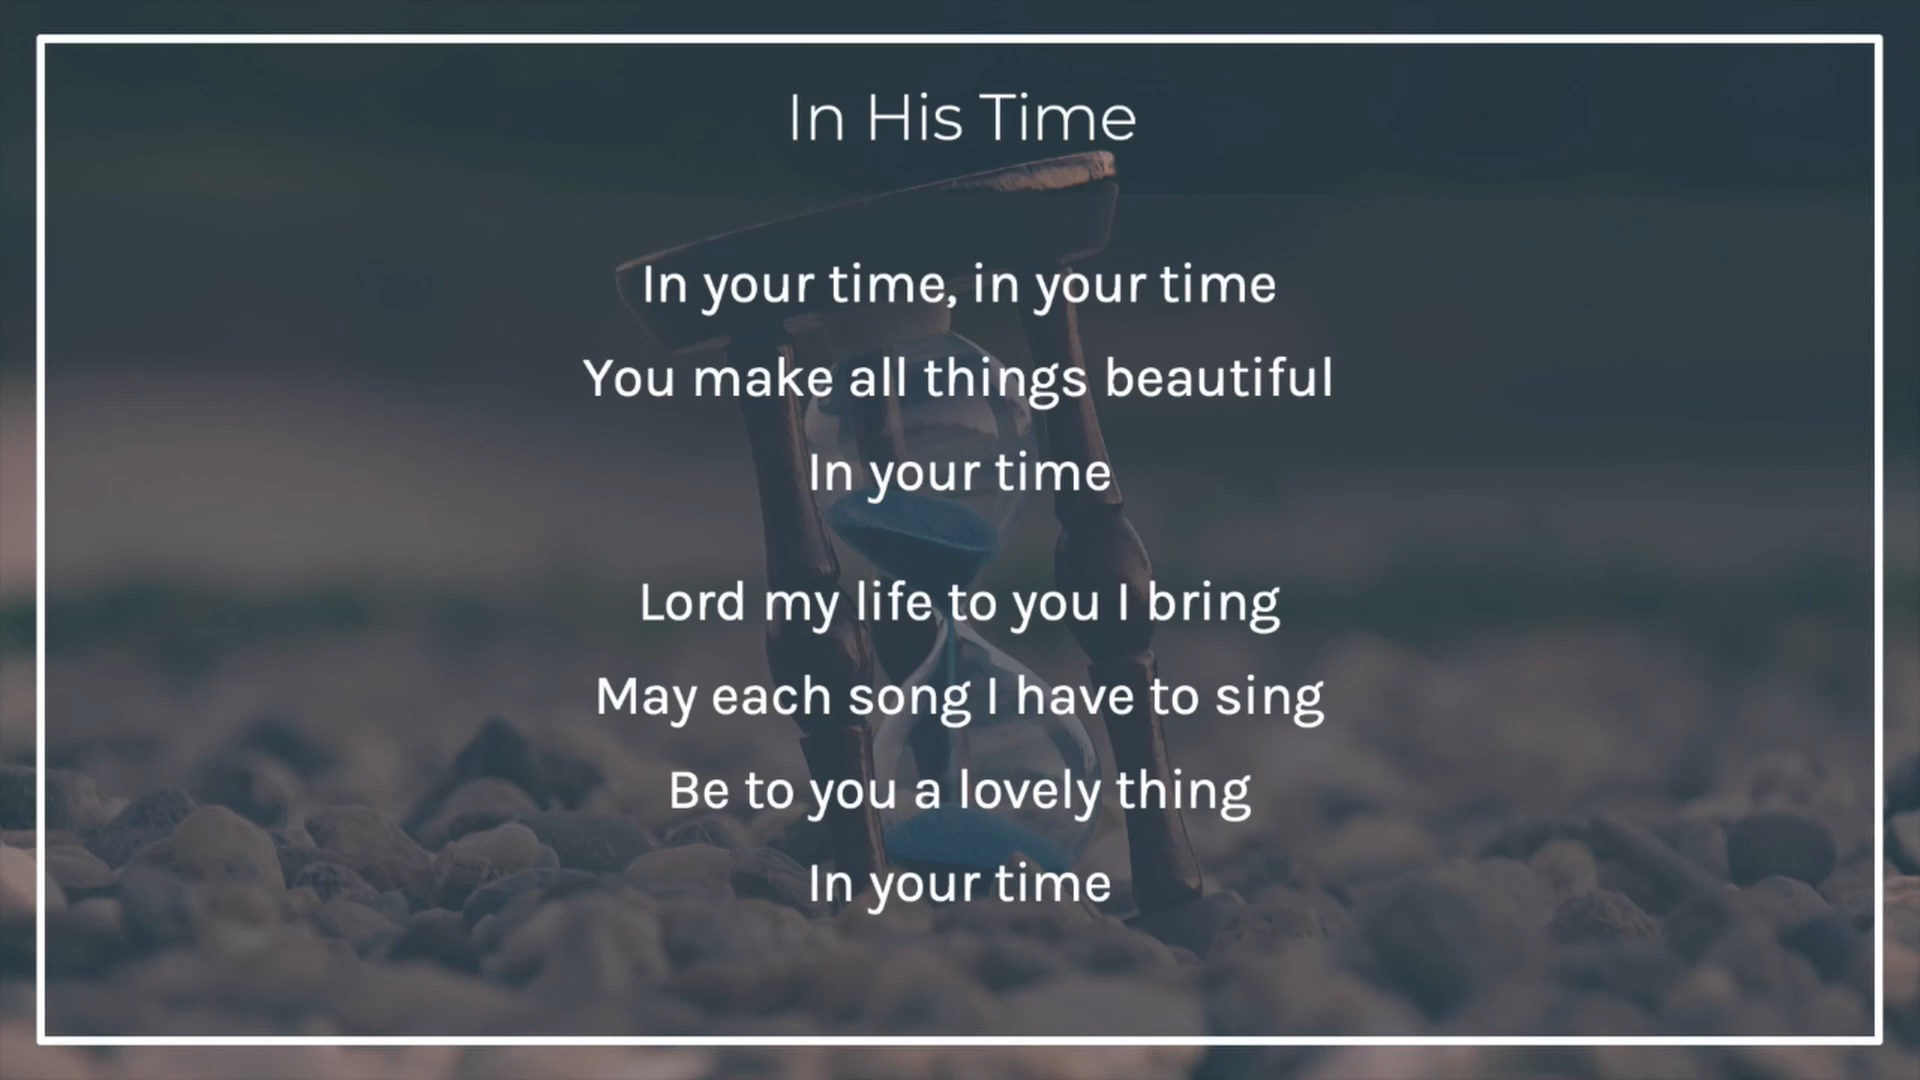 In His Time
In your time, in your time
You make all things beautiful
In your time
Lord my life to you I bring
May each song I have to sing
Be to you a lovely thing
In your time